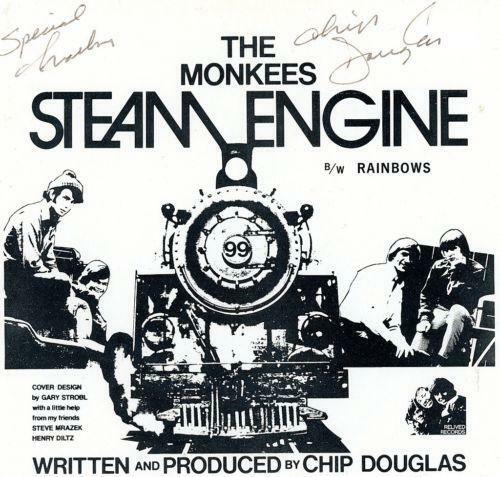 Special
Chip
Douglas
THE
MONKEES
STEAM ENGINE
B/W RAINBOWS
99
COVER DESIGN
by GARY STROBL
with a little help
from my friends
STEVE MRAZEK
HENRY DILTZ
RELIVED
RECORDS
WRITTEN AND PRODUCED BY CHIP DOUGLAS